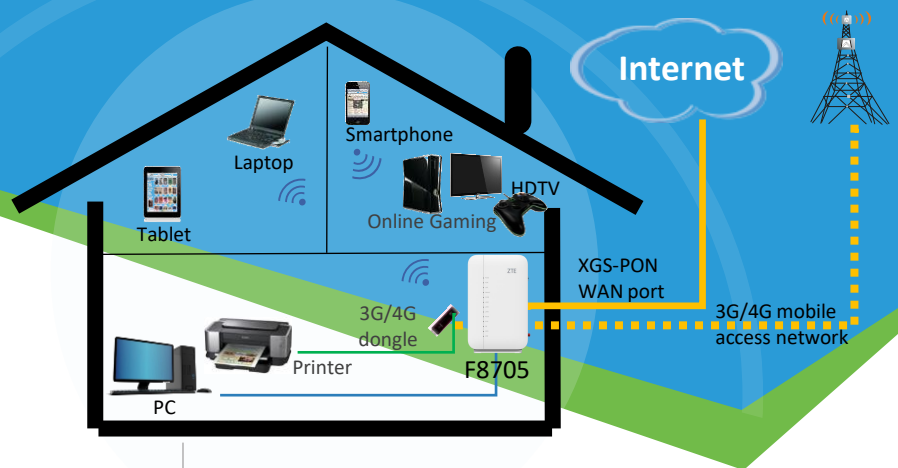 Internet
Smartphone
Laptop
HDTV
Online Gaming
Tablet
ZTE
XGS-PON
WAN port
3G/4G
dongle
3G/4G mobile
access network
Printer
F8705
PC